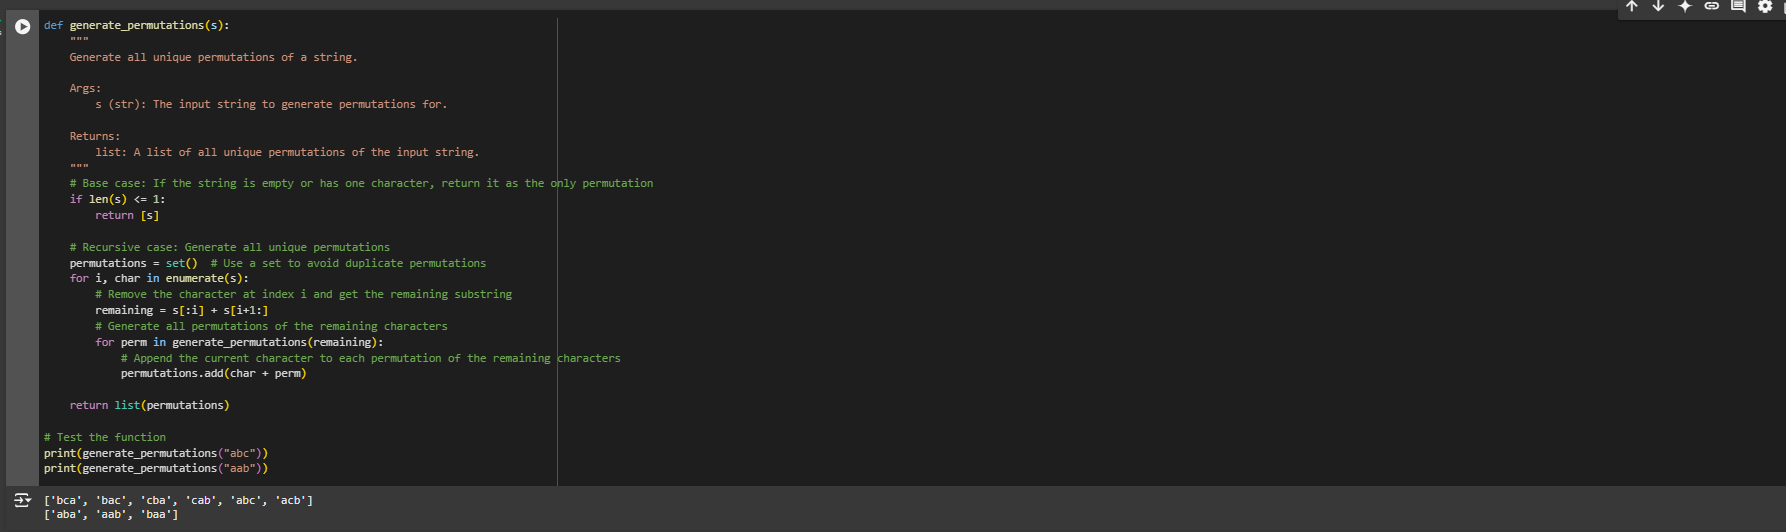 def generate_permutations(s):
    """
    Generate all unique permutations of a string.

    Args:
        s (str): The input string to generate permutations for.

    Returns:
        list: A list of all unique permutations of the input string.
    """
    # Base case: If the string is empty or has one character, return it as the only permutation
    if len(s) <= 1:
        return [s]

    # Recursive case: Generate all unique permutations
    permutations = set()  # Use a set to avoid duplicate permutations
    for i, char in enumerate(s):
        # Remove the character at index i and get the remaining substring
        remaining = s[:i] + s[i+1:]
        # Generate all permutations of the remaining characters
        for perm in generate_permutations(remaining):
            # Append the current character to each permutation of the remaining characters
            permutations.add(char + perm)

    return list(permutations)

# Test the function
print(generate_permutations("abc"))
print(generate_permutations("aab"))
['bca', 'bac', 'cba', 'cab', 'abc', 'acb']
['aba', 'aab', 'baa']